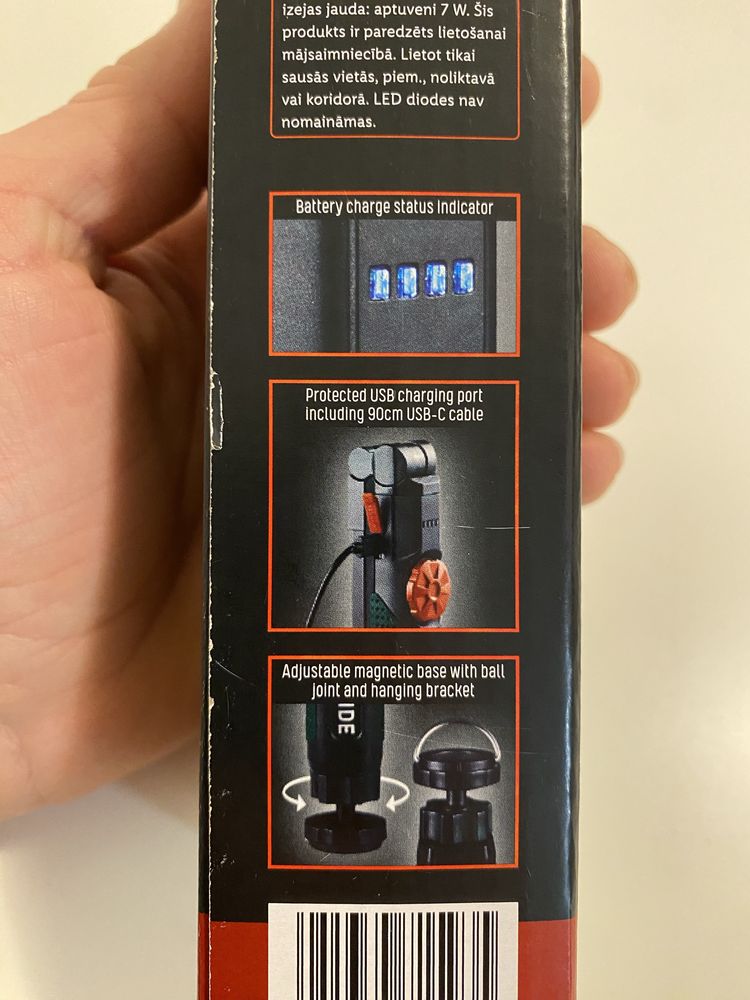 izejas jauda: aptuveni 7 W. Šis
produkts ir paredzēts lietošanai
mājsaimniecībā. Lietot tikai
sausās vietās, piem., noliktavā
vai koridorā. LED diodes nav
nomaināmas.
Battery charge status indicator
Protected USB charging port
including 90cm USB-C cable
Adjustable magnetic base with ball
joint and hanging bracket
IDE